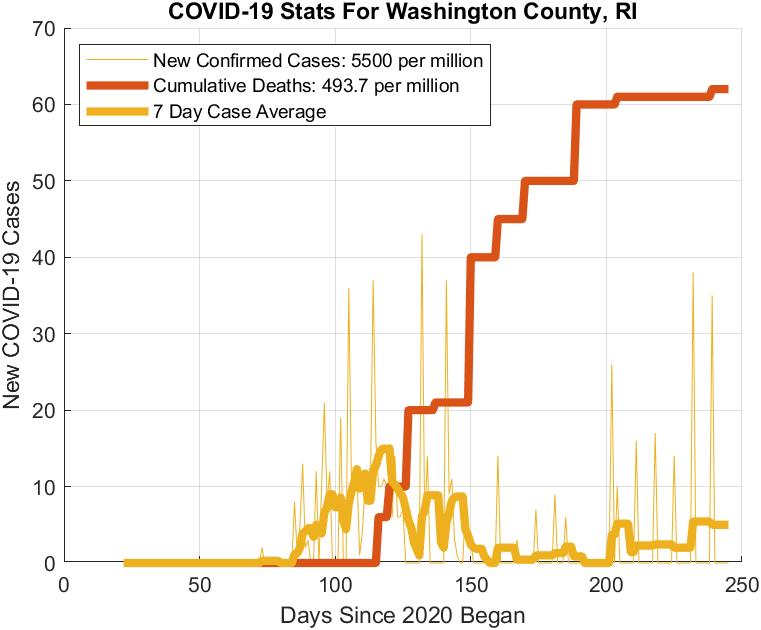 COVID-19 Stats For Washington County, RI
70
60
50
40
30
20
10
0
New COVID-19 Cases
New Confirmed Cases: 5500 per million
Cumulative Deaths: 493.7 per million
7 Day Case Average
0 50 100 150 200 250
Days Since 2020 Began